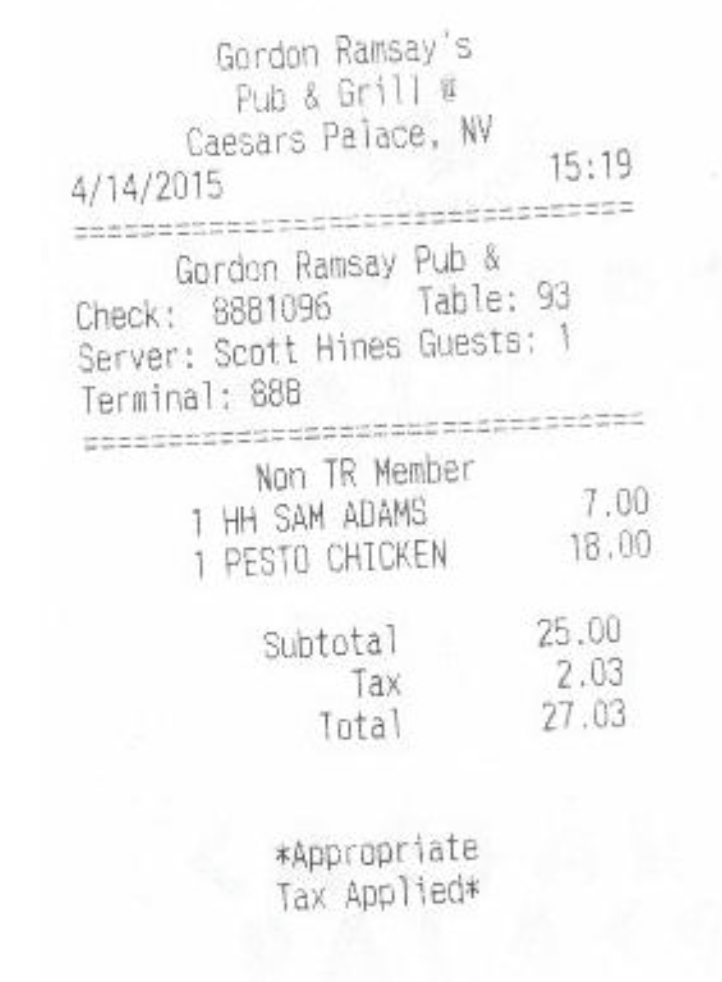 Gordon Ramsay's
Pub & Grill @
Caesars Palace, NV
4/14/2015 15:19
================================
Gordon Ramsay Pub &
Check: 8881096 Table: 93
Server: Scott Hines Guests: 1
Terminal: 888
================================
Non TR Member
1 HH SAM ADAMS 7.00
1 PESTO CHICKEN 18.00
Subtotal 25.00
Tax 2.03
Total 27.03
*Appropriate
Tax Applied*